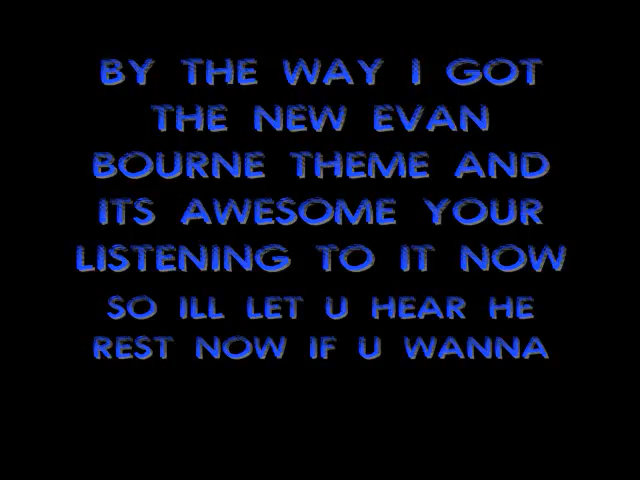 BY THE WAY I GOT
THE NEW EVAN
BOURNE THEME AND
ITS AWESOME YOUR
LISTENING TO IT NOW
SO ILL LET U HEAR HE
REST NOW IF U WANNA